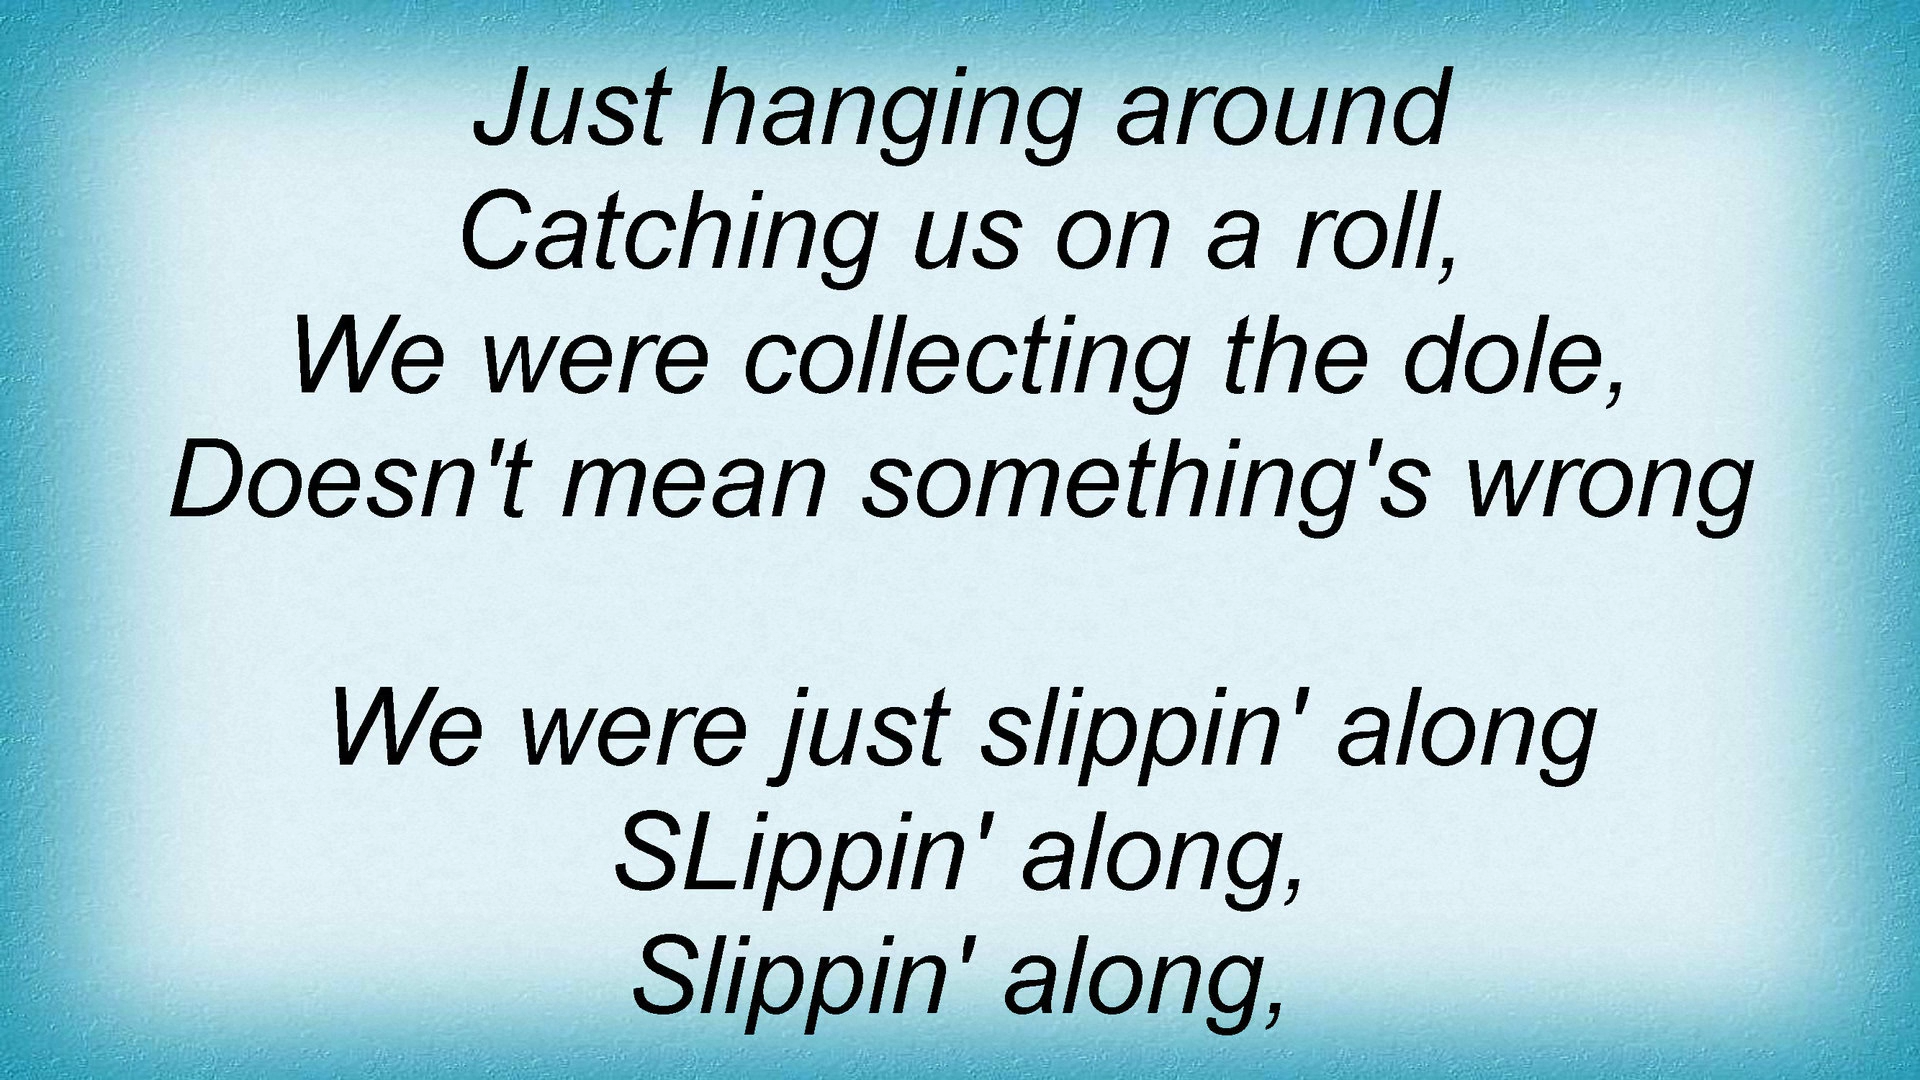 Just hanging around
Catching us on a roll,
We were collecting the dole,
Doesn't mean something's wrong
We were just slippin' along
SLippin' along,
Slippin' along,